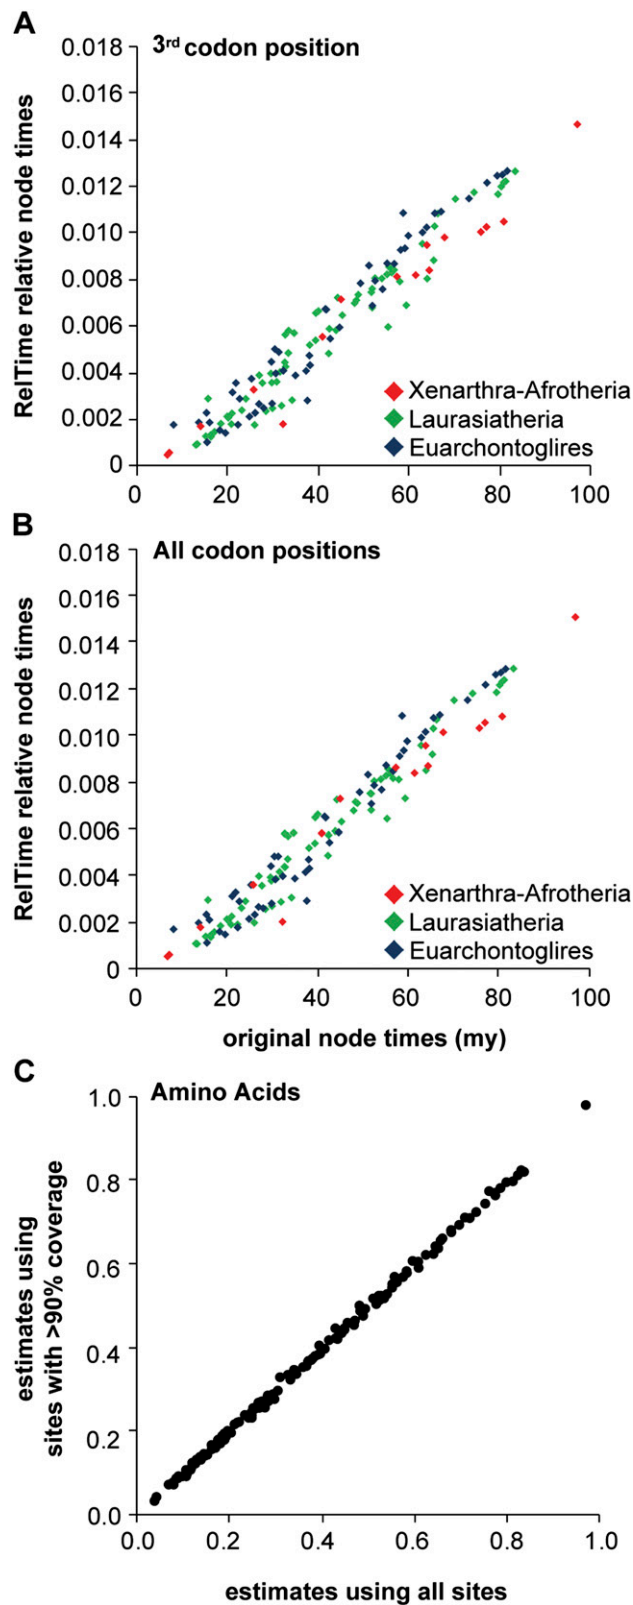 A
3rd codon position
RelTime relative node times
0.018
0.016
0.014
0.012
0.010
0.008
0.006
0.004
0.002
0
20
40
60
80
100
Xenarthra-Afrotheria
Laurasiatheria
Euarchontoglires
B
All codon positions
RelTime relative node times
0.018
0.016
0.014
0.012
0.010
0.008
0.006
0.004
0.002
0
0
20
40
60
80
100
Xenarthra-Afrotheria
Laurasiatheria
Euarchontoglires
original node times (my)
C
Amino Acids
estimates using
sites with >90% coverage
1.0
0.8
0.6
0.4
0.2
0.0
0.0
0.2
0.4
0.6
0.8
1.0
estimates using all sites